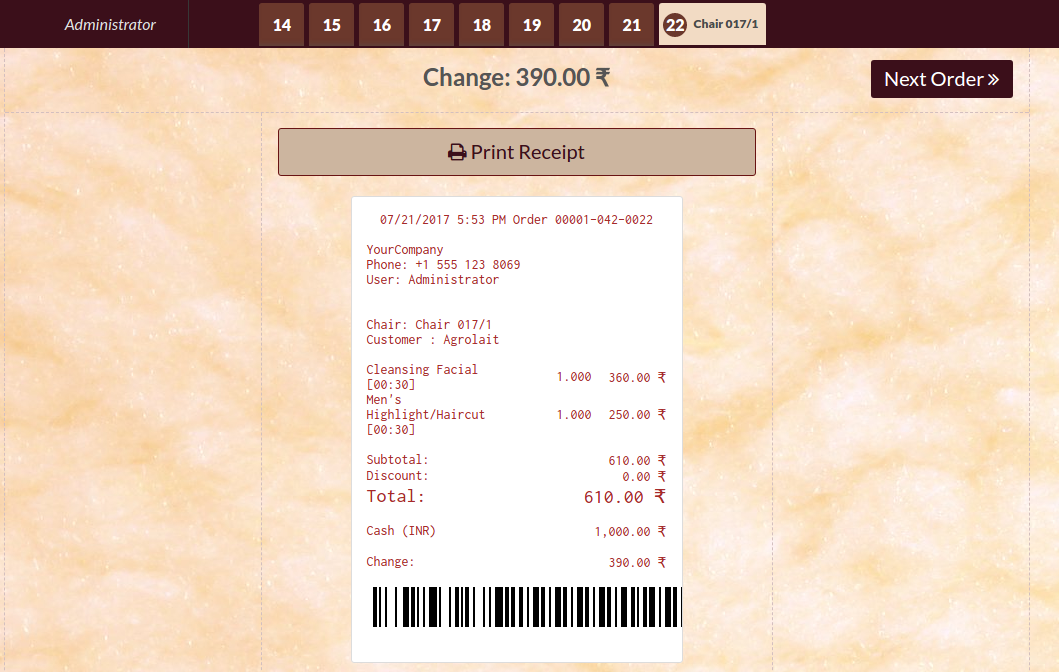 Administrator 14 15 16 17 18 19 20 21 22 Chair 017/1
Change: 390.00 ₹ Next Order
Print Receipt
07/21/2017 5:53 PM Order 00001-042-0022
YourCompany
Phone: +1 555 123 8069
User: Administrator
Chair: Chair 017/1
Customer : Agrolait
Cleansing Facial
[00:30] 1.000 360.00 ₹
Men's
Highlight/Haircut 1.000 250.00 ₹
[00:30]
Subtotal: 610.00 ₹
Discount: 0.00 ₹
Total: 610.00 ₹
Cash (INR) 1,000.00 ₹
Change: 390.00 ₹